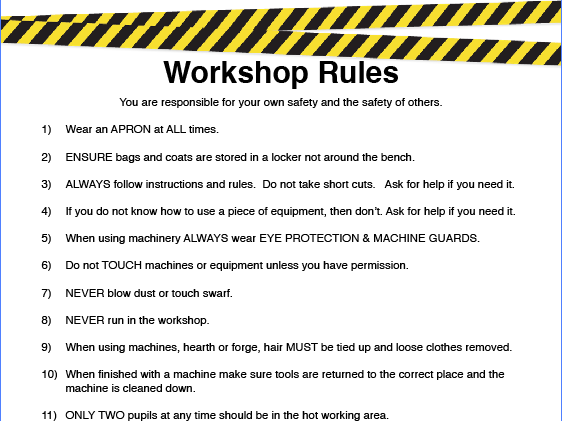 Workshop Rules
You are responsible for your own safety and the safety of others.
1) Wear an APRON at ALL times.
2) ENSURE bags and coats are stored in a locker not around the bench.
3) ALWAYS follow instructions and rules.  Do not take short cuts.   Ask for help if you need it.
4) If you do not know how to use a piece of equipment, then don't. Ask for help if you need it.
5) When using machinery ALWAYS wear EYE PROTECTION & MACHINE GUARDS.
6) Do not TOUCH machines or equipment unless you have permission.
7) NEVER blow dust or touch swarf.
8) NEVER run in the workshop.
9) When using machines, hearth or forge, hair MUST be tied up and loose clothes removed.
10) When finished with a machine make sure tools are returned to the correct place and the
machine is cleaned down.
11) ONLY TWO pupils at any time should be in the hot working area.